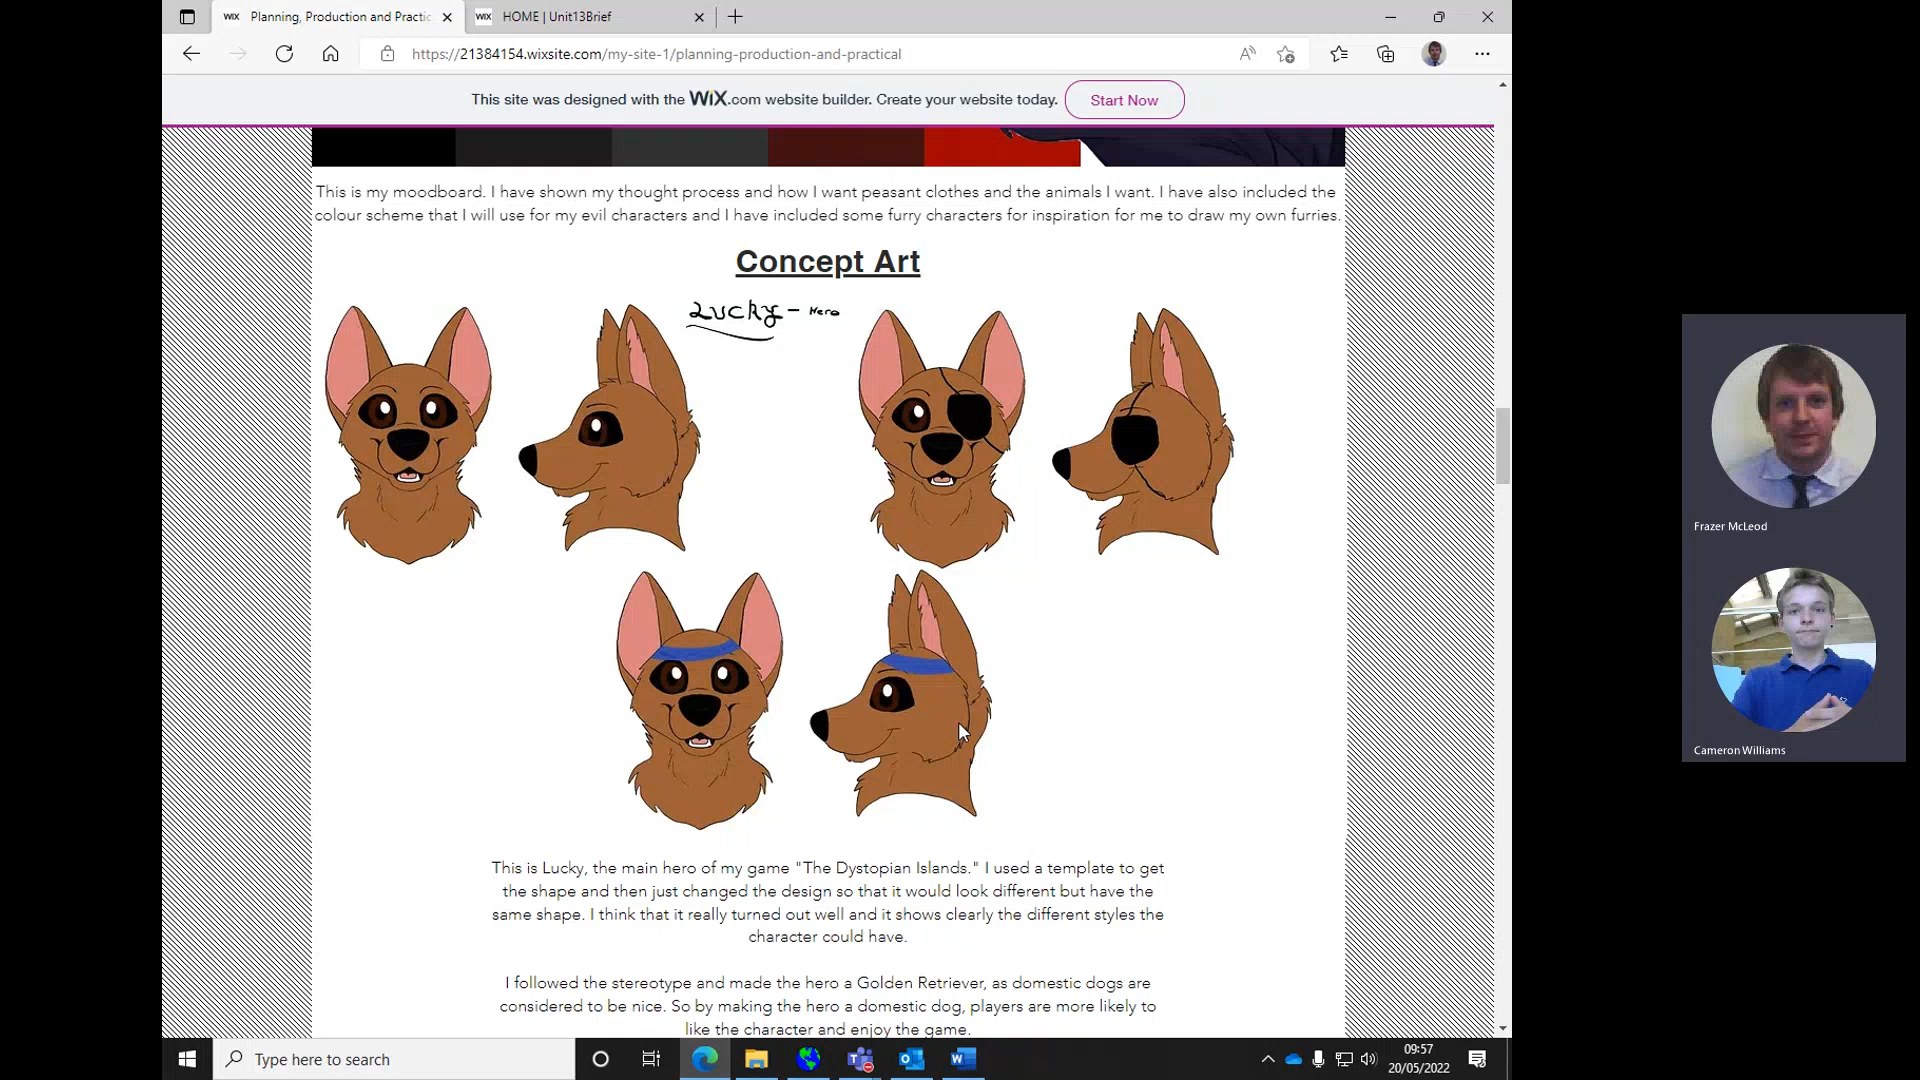 WIX Planning, Production and Practic
WIX HOME | Unit13Brief
https://21384154.wixsite.com/my-site-1/planning-production-and-practical
This site was designed with the WiX.com website builder. Create your website today. Start Now
This is my moodboard. I have shown my thought process and how I want peasant clothes and the animals I want. I have also included the
colour scheme that I will use for my evil characters and I have included some furry characters for inspiration for me to draw my own furries.
Concept Art
Lucky - Hero
This is Lucky, the main hero of my game "The Dystopian Islands." I used a template to get
the shape and then just changed the design so that it would look different but have the
same shape. I think that it really turned out well and it shows clearly the different styles the
character could have.
I followed the stereotype and made the hero a Golden Retriever, as domestic dogs are
considered to be nice. So by making the hero a domestic dog, players are more likely to
like the character and enjoy the game.
Frazer McLeod
Cameron Williams
Type here to search
09:57
20/05/2022